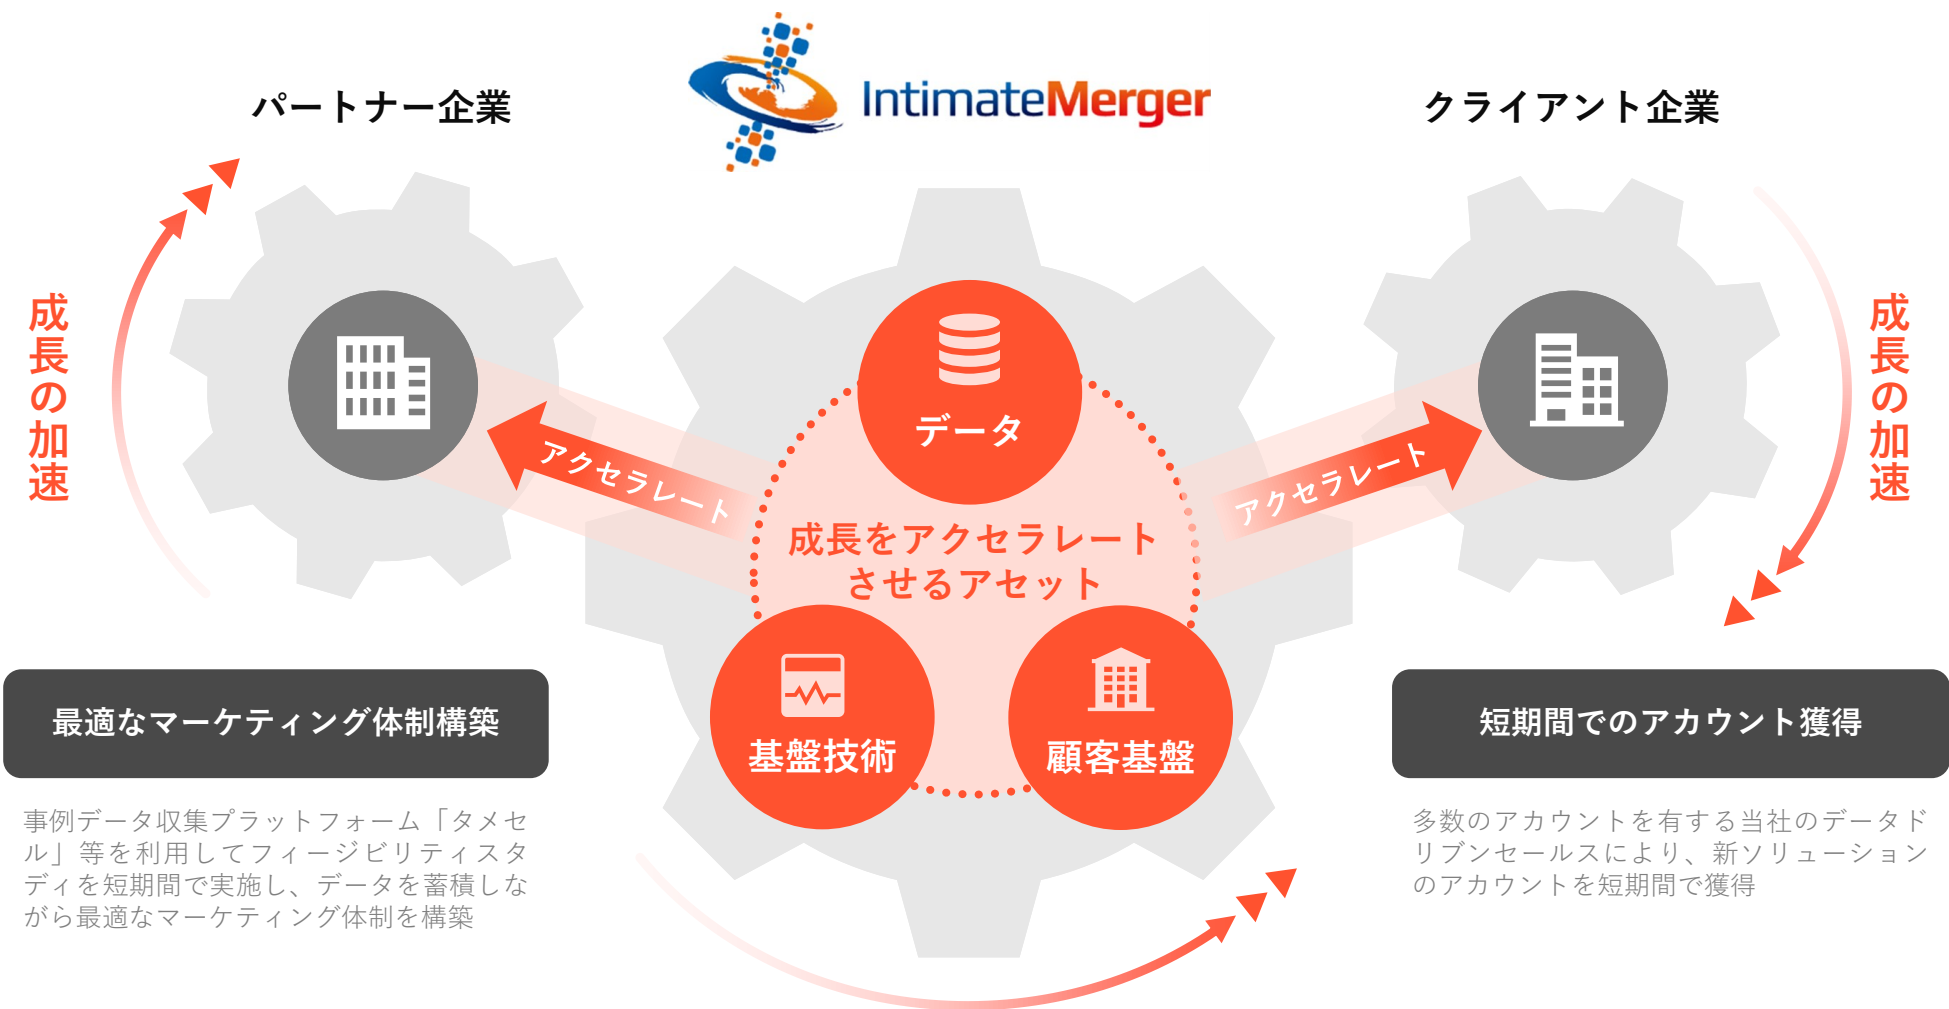 IntimateMerger
パートナー企業
クライアント企業
成長の加速
成長の加速
データ
アクセラレート
アクセラレート
成長をアクセラレート
させるアセット
基盤技術
顧客基盤
最適なマーケティング体制構築
事例データ収集プラットフォーム「タメセ
ル」等を利用してフィージビリティスタ
ディを短期間で実施し、データを蓄積しな
がら最適なマーケティング体制を構築
短期間でのアカウント獲得
多数のアカウントを有する当社のデータド
リブンセールスにより、新ソリューション
のアカウントを短期間で獲得